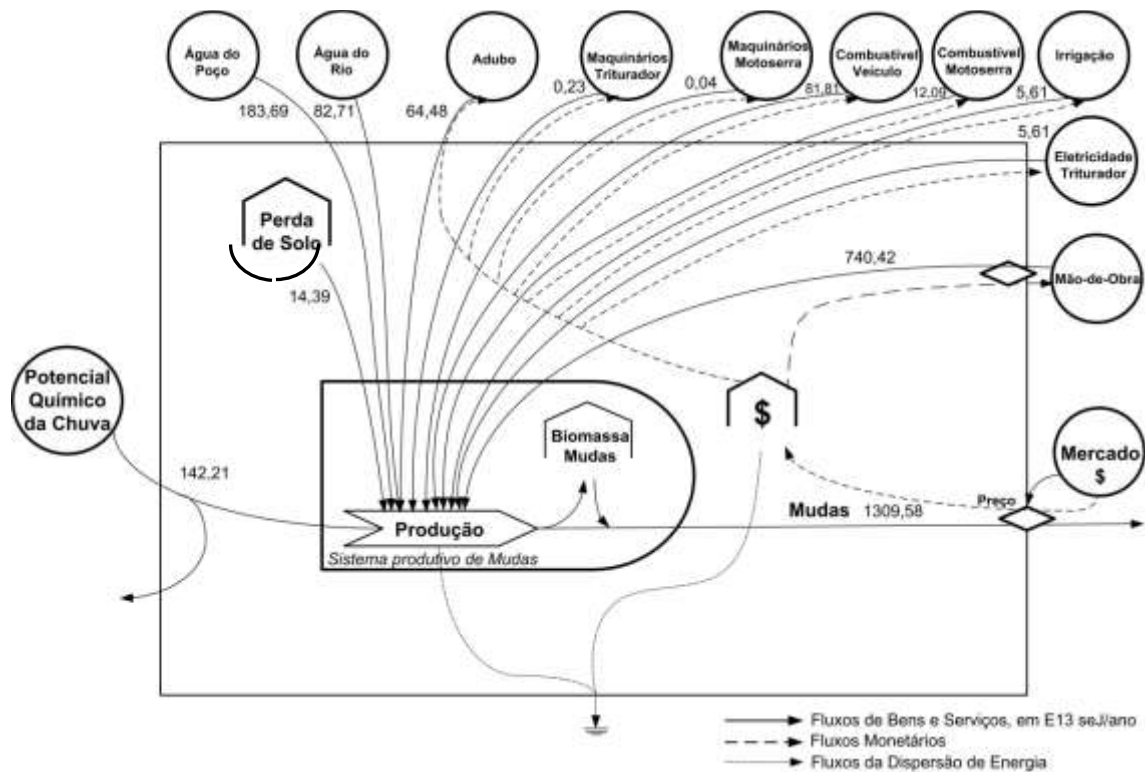 Água do
Poço
Água do
Rio
Adubo
Maquinários
Triturador
Maquinários
Motoserra
Combustível
Veículo
Combustível
Motoserra
Irrigação
183,69
82,71
64,48
0,23
0,04
81,81
12,09
5,61
5,61
Eletricidade
Triturador
Perda
de Solo
14,39
740,42
Mão-de-Obra
Potencial
Químico
da Chuva
142,21
Biomassa
Mudas
$
Mercado
$
Preço
Mudas 1309,58
Produção
Sistema produtivo de Mudas
Fluxos de Bens e Serviços, em E13 seJ/ano
Fluxos Monetários
Fluxos da Dispersão de Energia